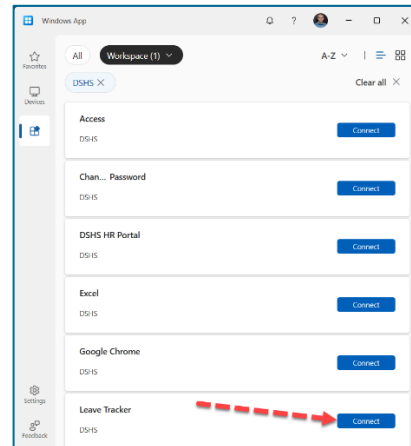 Windows App
?
Favorites
All
Workspace (1)
A-Z
DSHS
Clear all
Devices
Access
DSHS
Connect
Chan... Password
DSHS
Connect
DSHS HR Portal
DSHS
Connect
Excel
DSHS
Connect
Google Chrome
DSHS
Connect
Leave Tracker
DSHS
Connect
Settings
Feedback